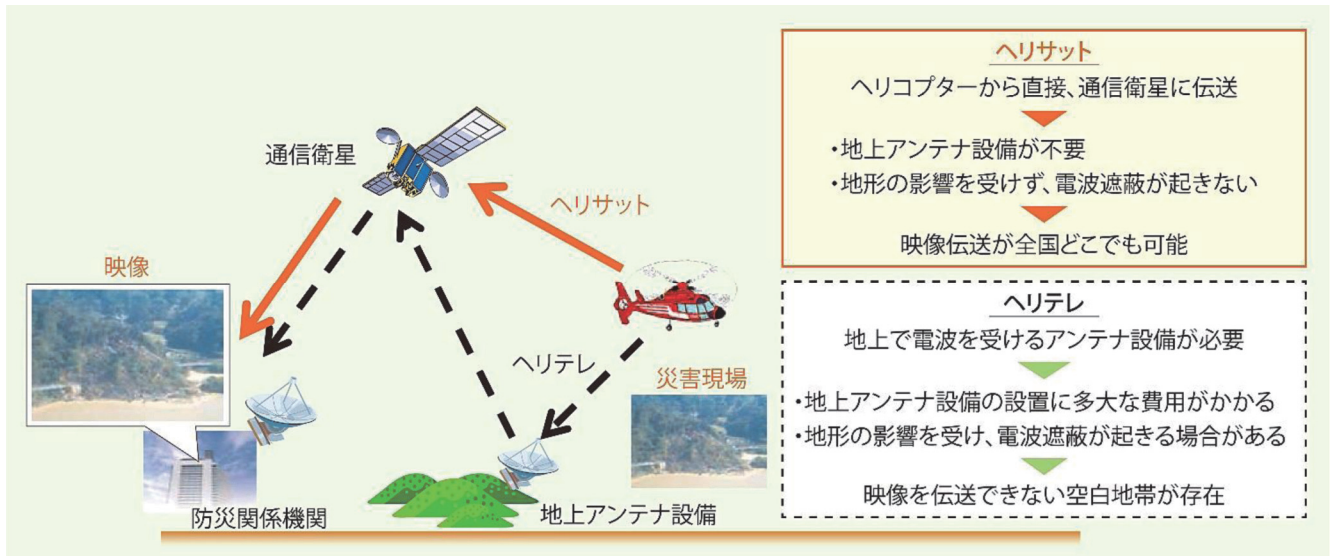 通信衛星
ヘリサット
映像
ヘリテレ
災害現場
防災関係機関
地上アンテナ設備
ヘリサット
ヘリコプターから直接、通信衛星に伝送
・地上アンテナ設備が不要
・地形の影響を受けず、電波遮蔽が起きない
映像伝送が全国どこでも可能
ヘリテレ
地上で電波を受けるアンテナ設備が必要
・地上アンテナ設備の設置に多大な費用がかかる
・地形の影響を受け、電波遮蔽が起きる場合がある
映像を伝送できない空白地帯が存在